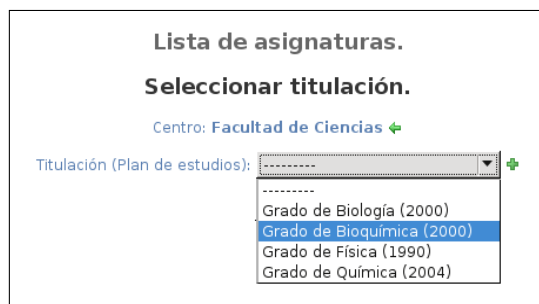 Lista de asignaturas.
Seleccionar titulación.
Centro: Facultad de Ciencias
Titulación (Plan de estudios): ---------
---------
Grado de Biología (2000)
Grado de Bioquímica (2000)
Grado de Física (1990)
Grado de Química (2004)